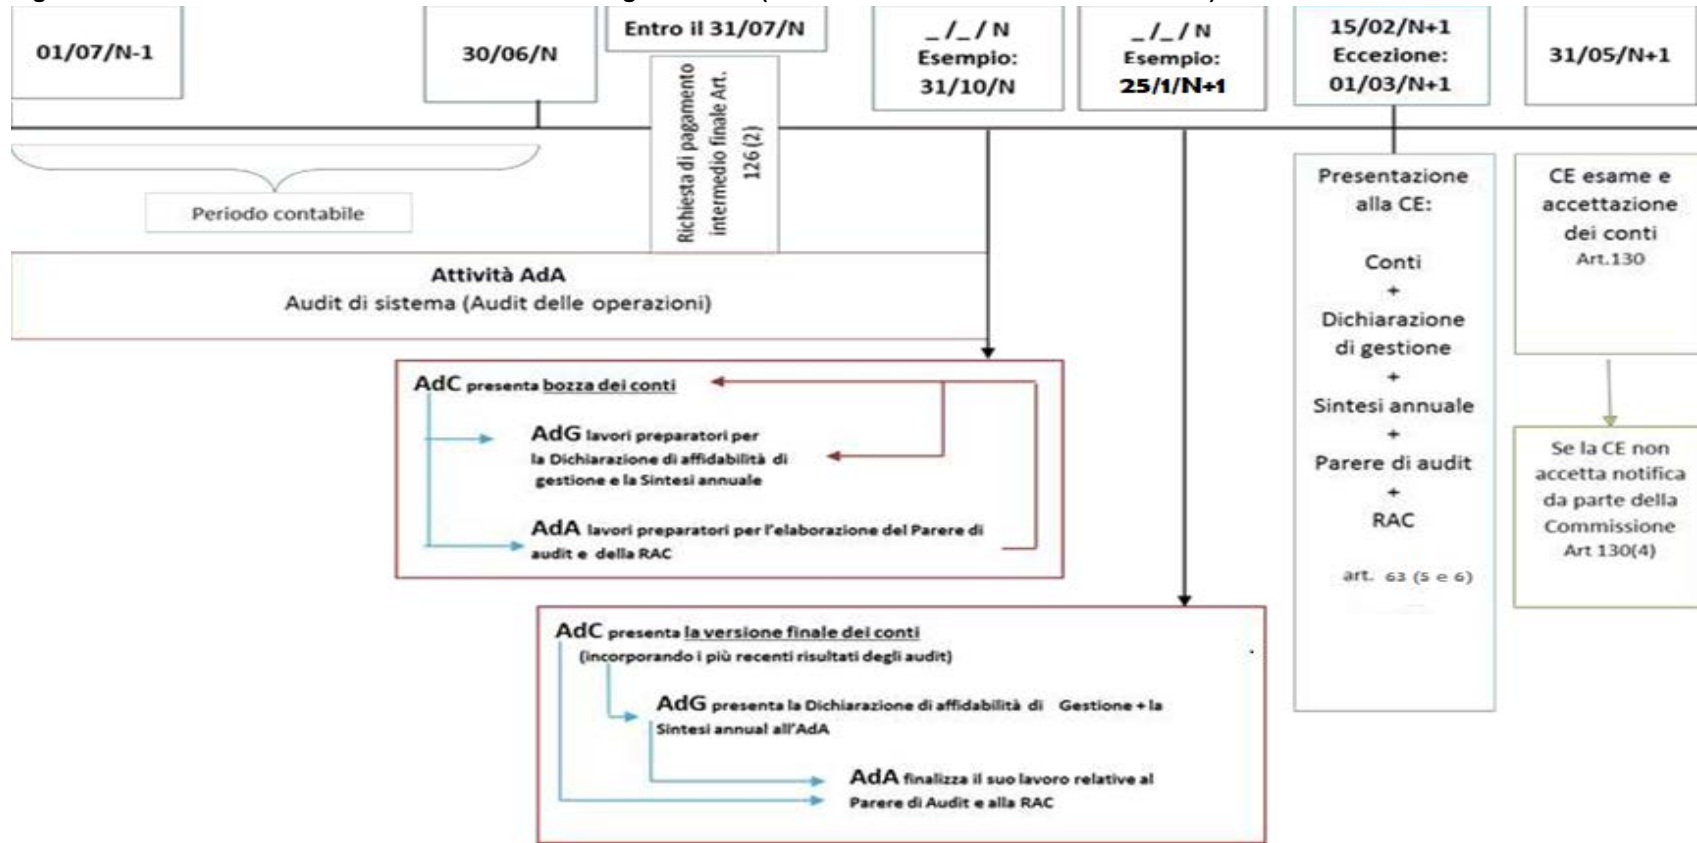 01/07/N-1
30/06/N
Entro il 31/07/N
_ /_ / N
Esempio:
31/10/N
_ /_ / N
Esempio:
25/1/N+1
15/02/N+1
Eccezione:
01/03/N+1
31/05/N+1
Richiesta di pagamento
intermedio finale Art.
126 (2)
Periodo contabile
Attività AdA
Audit di sistema (Audit delle operazioni)
AdC presenta bozza dei conti
AdG lavori preparatori per
la Dichiarazione di affidabilità di
gestione e la Sintesi annuale
AdA lavori preparatori per l'elaborazione del Parere di
audit e della RAC
AdC presenta la versione finale dei conti
(incorporando i più recenti risultati degli audit)
AdG presenta la Dichiarazione di affidabilità di Gestione + la
Sintesi annual all'AdA
AdA finalizza il suo lavoro relative al
Parere di Audit e alla RAC
Presentazione
alla CE:
Conti
+
Dichiarazione
di gestione
+
Sintesi annuale
+
Parere di audit
+
RAC
art. 63 (5 e 6)
CE esame e
accettazione
dei conti
Art.130
Se la CE non
accetta notifica
da parte della
Commissione
Art 130(4)